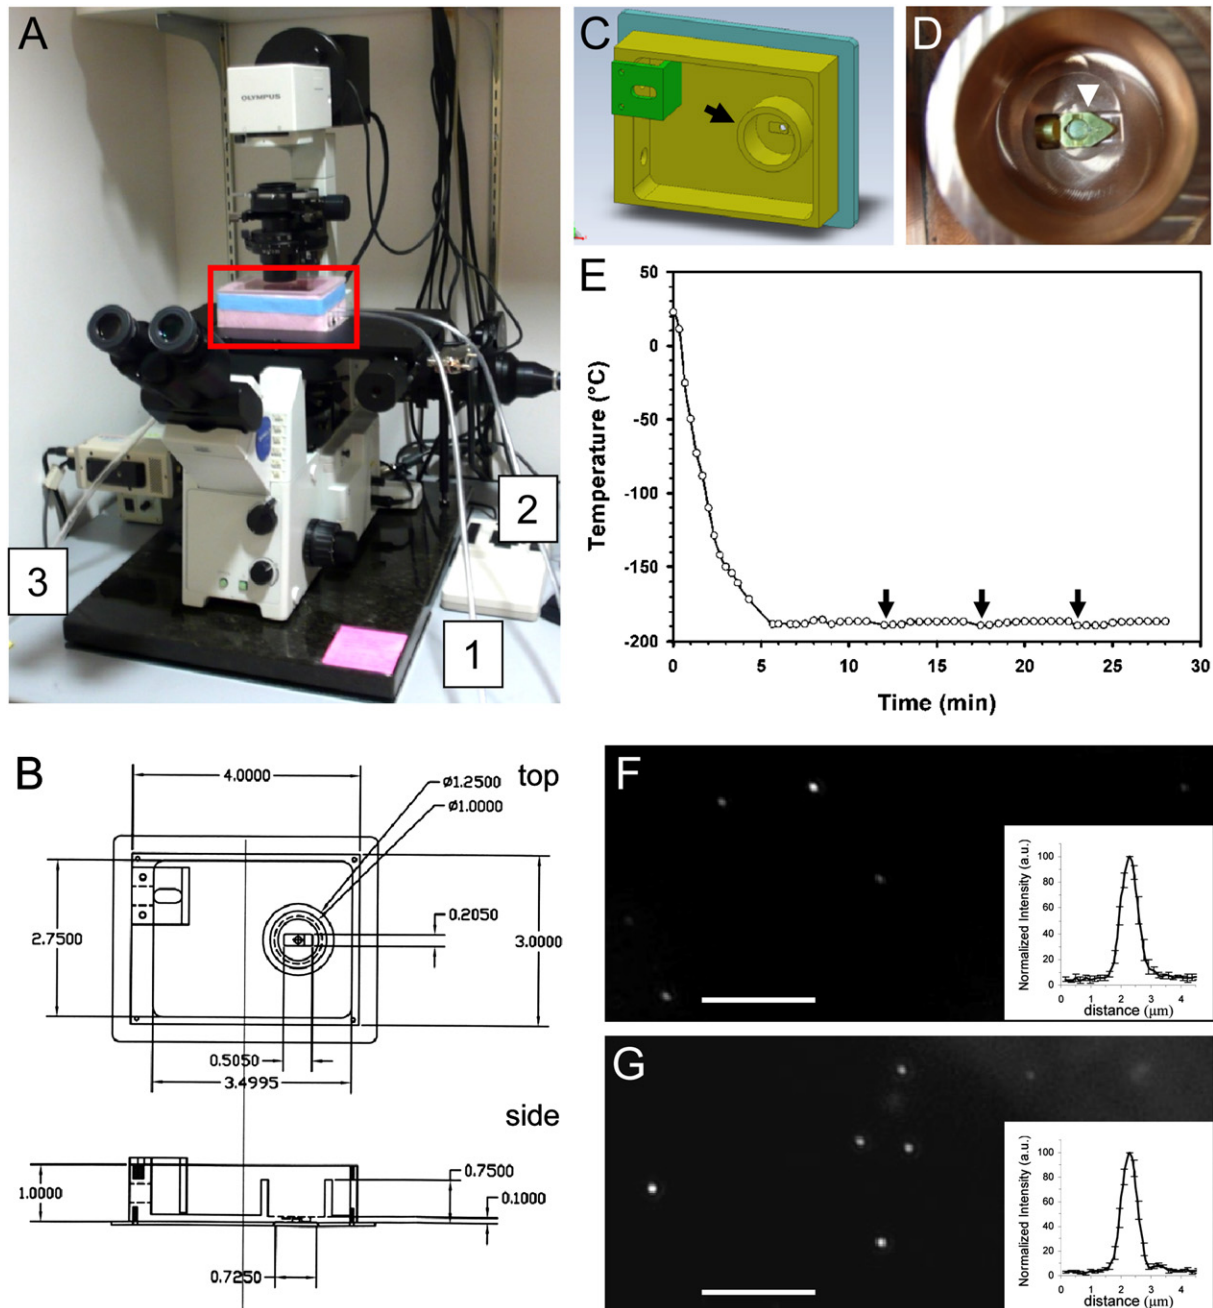 A
OLYMPUS
1
2
3
B
top
4.0000
ø1.2500
ø1.0000
0.2050
2.7500
3.0000
0.5050
3.4995
side
1.0000
0.7500
0.1000
0.7250
C
D
E
Temperature (°C)
50
0
-50
-100
-150
-200
0
5
10
15
20
25
30
Time (min)
F
Normalized Intensity (a.u.)
100
80
60
40
20
0
0
1
2
3
4
distance (µm)
G
Normalized Intensity (a.u.)
100
80
60
40
20
0
0
1
2
3
4
distance (µm)